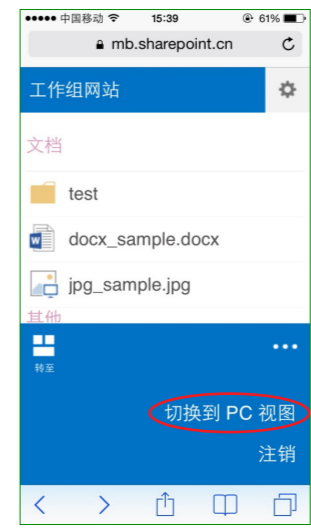 中国移动 15:39 61%
mb.sharepoint.cn
工作组网站
文档
test
docx_sample.docx
jpg_sample.jpg
其他
转至
切换到 PC 视图
注销